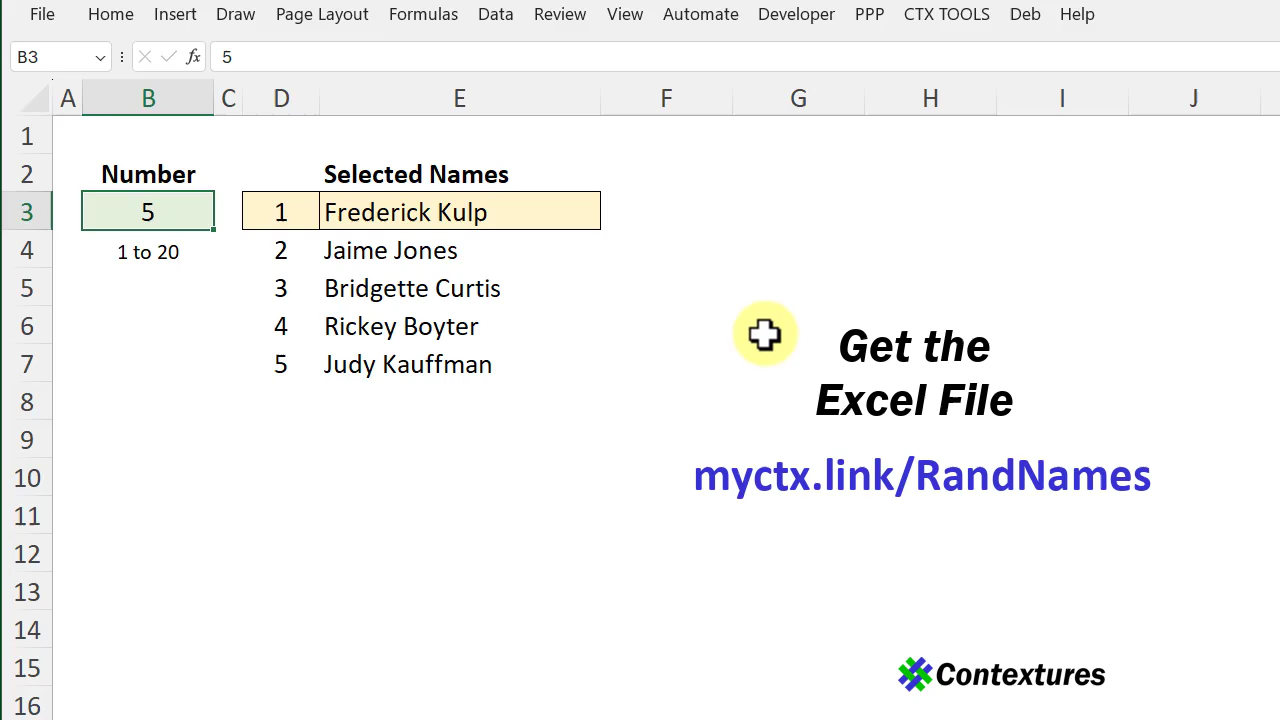 File Home Insert Draw Page Layout Formulas Data Review View Automate Developer PPP CTX TOOLS Deb Help
B3 fx 5
A B C D E F G H I J
1
2 Number Selected Names
3 5 1 Frederick Kulp
4 1 to 20 2 Jaime Jones
5 3 Bridgette Curtis
6 4 Rickey Boyter
7 5 Judy Kauffman
8
9
10
11
12
13
14
15
16
Get the
Excel File
myctx.link/RandNames
Contextures